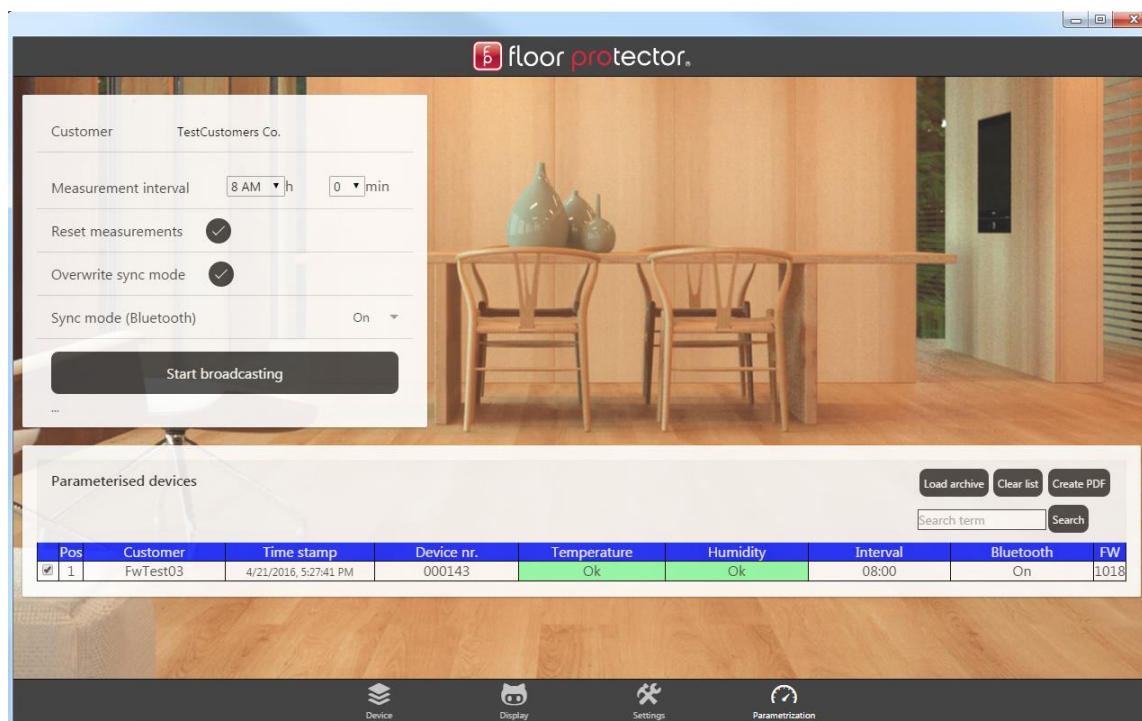 floor protector®
Customer TestCustomers Co.
Measurement interval 8 AM h 0 min
Reset measurements
Overwrite sync mode
Sync mode (Bluetooth) On
Start broadcasting
...
Parameterised devices Load archive Clear list Create PDF
Search term Search
Pos Customer Time stamp Device nr. Temperature Humidity Interval Bluetooth FW
1 FwTest03 4/21/2016, 5:27:41 PM 000143 Ok Ok 08:00 On 1018
Device Display Settings Parametrization